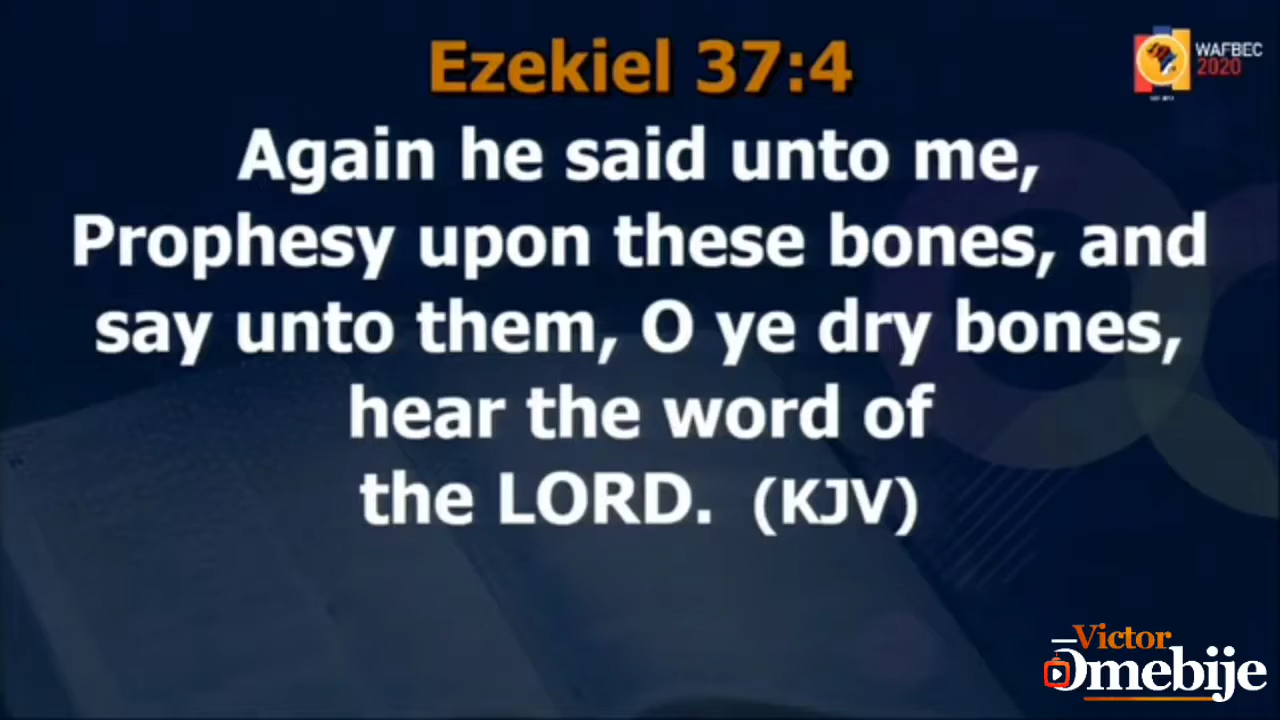 Ezekiel 37:4
WAFBEC
2020
Again he said unto me,
Prophesy upon these bones, and
say unto them, O ye dry bones,
hear the word of
the LORD. (KJV)
Victor
Omebije